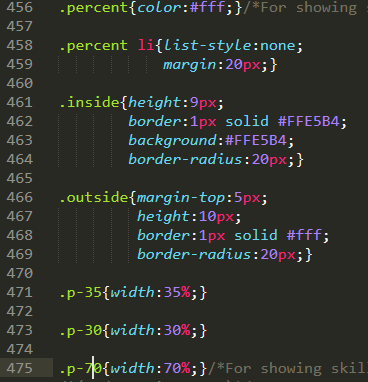 456 .percent{color:#fff;}/*For showing
457
458 .percent li{list-style:none;
459 margin:20px;}
460
461 .inside{height:9px;
462 border:1px solid #FFE5B4;
463 background:#FFE5B4;
464 border-radius:20px;}
465
466 .outside{margin-top:5px;
467 height:10px;
468 border:1px solid #fff;
469 border-radius:20px;}
470
471 .p-35{width:35%;}
472
473 .p-30{width:30%;}
474
475 .p-70{width:70%;}/*For showing skil